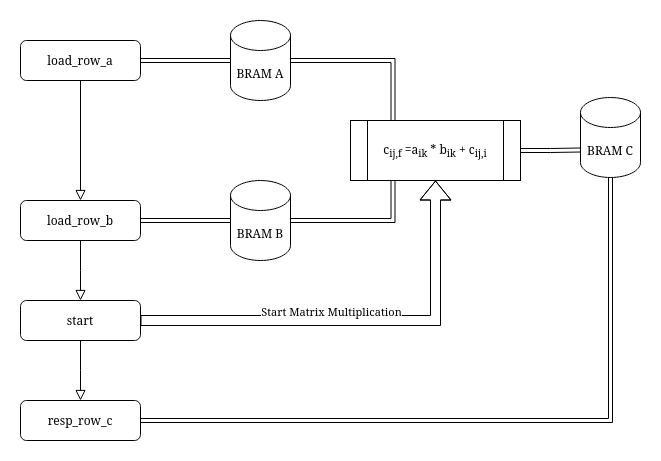 load_row_a
BRAM A
c_{ij,f} =a_{ik} * b_{ik} + c_{ij,i}
BRAM C
load_row_b
BRAM B
start
Start Matrix Multiplication
resp_row_c